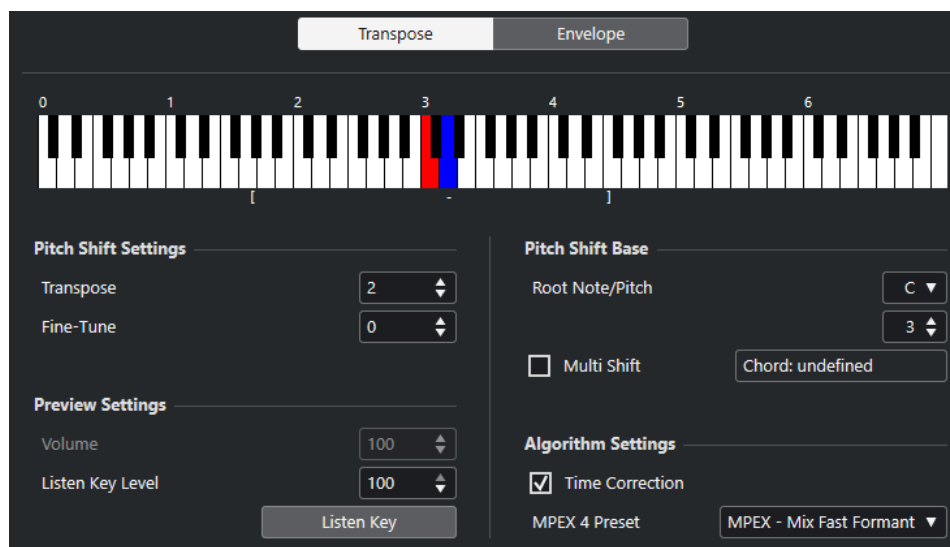 Transpose Envelope
0 1 2 3 4 5 6
[ - ]
Pitch Shift Settings
Transpose 2
Fine-Tune 0
Preview Settings
Volume 100
Listen Key Level 100
Listen Key
Pitch Shift Base
Root Note/Pitch C
3
Multi Shift Chord: undefined
Algorithm Settings
Time Correction
MPEX 4 Preset MPEX - Mix Fast Formant